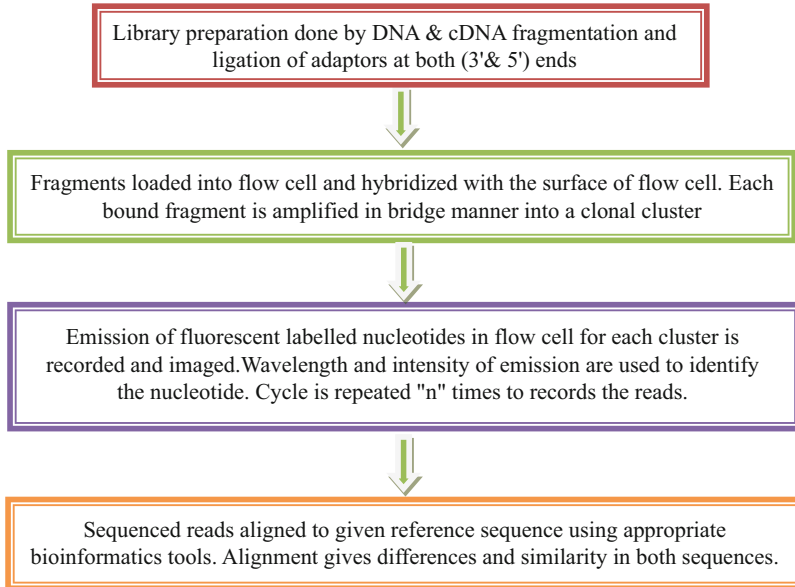 Library preparation done by DNA & cDNA fragmentation and
ligation of adaptors at both (3'& 5') ends
Fragments loaded into flow cell and hybridized with the surface of flow cell. Each
bound fragment is amplified in bridge manner into a clonal cluster
Emission of fluorescent labelled nucleotides in flow cell for each cluster is
recorded and imaged.Wavelength and intensity of emission are used to identify
the nucleotide. Cycle is repeated "n" times to records the reads.
Sequenced reads aligned to given reference sequence using appropriate
bioinformatics tools. Alignment gives differences and similarity in both sequences.